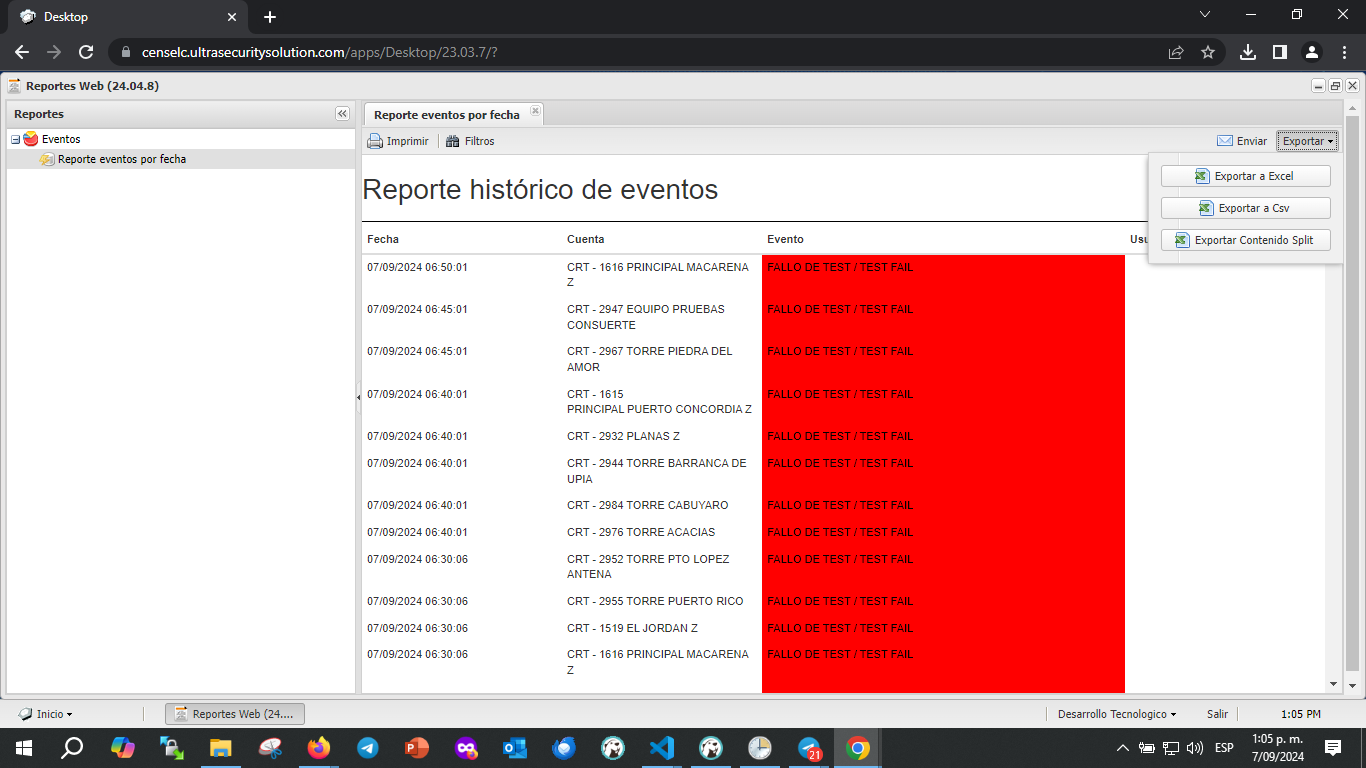 Desktop
censelc.ultrasecuritysolution.com/apps/Desktop/23.03.7/?
Reportes Web (24.04.8)
Reportes
Eventos
Reporte eventos por fecha
Reporte eventos por fecha
Imprimir
Filtros
Enviar
Exportar
Exportar a Excel
Exportar a Csv
Exportar Contenido Split
Reporte histórico de eventos
Fecha Cuenta Evento
07/09/2024 06:50:01 CRT - 1616 PRINCIPAL MACARENA FALLO DE TEST / TEST FAIL
Z
07/09/2024 06:45:01 CRT - 2947 EQUIPO PRUEBAS FALLO DE TEST / TEST FAIL
CONSUERTE
07/09/2024 06:45:01 CRT - 2967 TORRE PIEDRA DEL FALLO DE TEST / TEST FAIL
AMOR
07/09/2024 06:40:01 CRT - 1615 FALLO DE TEST / TEST FAIL
PRINCIPAL PUERTO CONCORDIA Z
07/09/2024 06:40:01 CRT - 2932 PLANAS Z FALLO DE TEST / TEST FAIL
07/09/2024 06:40:01 CRT - 2944 TORRE BARRANCA DE FALLO DE TEST / TEST FAIL
UPIA
07/09/2024 06:40:01 CRT - 2984 TORRE CABUYARO FALLO DE TEST / TEST FAIL
07/09/2024 06:40:01 CRT - 2976 TORRE ACACIAS FALLO DE TEST / TEST FAIL
07/09/2024 06:30:06 CRT - 2952 TORRE PTO LOPEZ FALLO DE TEST / TEST FAIL
ANTENA
07/09/2024 06:30:06 CRT - 2955 TORRE PUERTO RICO FALLO DE TEST / TEST FAIL
07/09/2024 06:30:06 CRT - 1519 EL JORDAN Z FALLO DE TEST / TEST FAIL
07/09/2024 06:30:06 CRT - 1616 PRINCIPAL MACARENA FALLO DE TEST / TEST FAIL
Z
Inicio
Reportes Web (24....
Desarrollo Tecnologico
Salir
1:05 PM
21
ESP
1:05 p. m.
7/09/2024